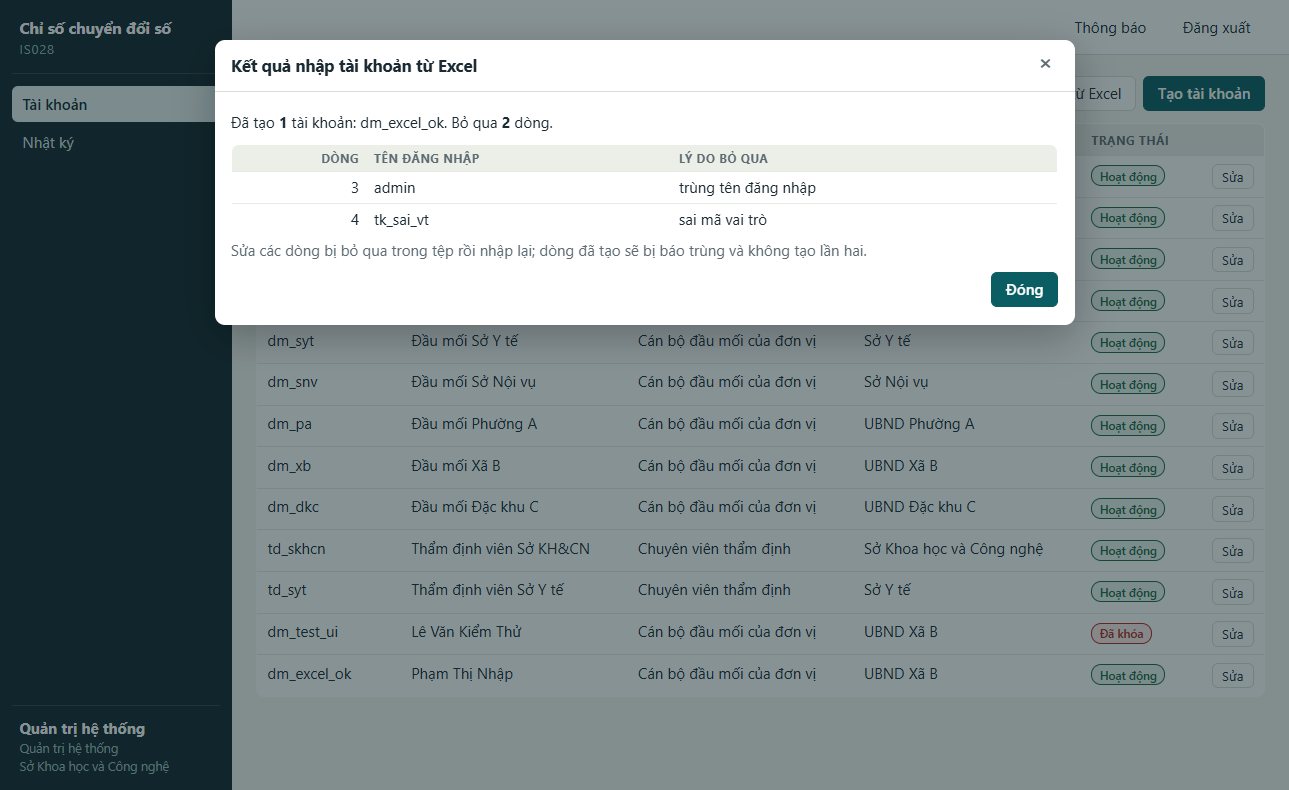 Chỉ số chuyển đổi số
IS028
Tài khoản
Nhật ký
Thông báo Đăng xuất
từ Excel Tạo tài khoản
Kết quả nhập tài khoản từ Excel ×
Đã tạo 1 tài khoản: dm_excel_ok. Bỏ qua 2 dòng.
DÒNG TÊN ĐĂNG NHẬP LÝ DO BỎ QUA
3 admin trùng tên đăng nhập
4 tk_sai_vt sai mã vai trò
Sửa các dòng bị bỏ qua trong tệp rồi nhập lại; dòng đã tạo sẽ bị báo trùng và không tạo lần hai.
Đóng
TRẠNG THÁI
Hoạt động Sửa
Hoạt động Sửa
Hoạt động Sửa
Hoạt động Sửa
dm_syt Đầu mối Sở Y tế Cán bộ đầu mối của đơn vị Sở Y tế Hoạt động Sửa
dm_snv Đầu mối Sở Nội vụ Cán bộ đầu mối của đơn vị Sở Nội vụ Hoạt động Sửa
dm_pa Đầu mối Phường A Cán bộ đầu mối của đơn vị UBND Phường A Hoạt động Sửa
dm_xb Đầu mối Xã B Cán bộ đầu mối của đơn vị UBND Xã B Hoạt động Sửa
dm_dkc Đầu mối Đặc khu C Cán bộ đầu mối của đơn vị UBND Đặc khu C Hoạt động Sửa
td_skhcn Thẩm định viên Sở KH&CN Chuyên viên thẩm định Sở Khoa học và Công nghệ Hoạt động Sửa
td_syt Thẩm định viên Sở Y tế Chuyên viên thẩm định Sở Y tế Hoạt động Sửa
dm_test_ui Lê Văn Kiểm Thử Cán bộ đầu mối của đơn vị UBND Xã B Đã khóa Sửa
dm_excel_ok Phạm Thị Nhập Cán bộ đầu mối của đơn vị UBND Xã B Hoạt động Sửa
Quản trị hệ thống
Quản trị hệ thống
Sở Khoa học và Công nghệ